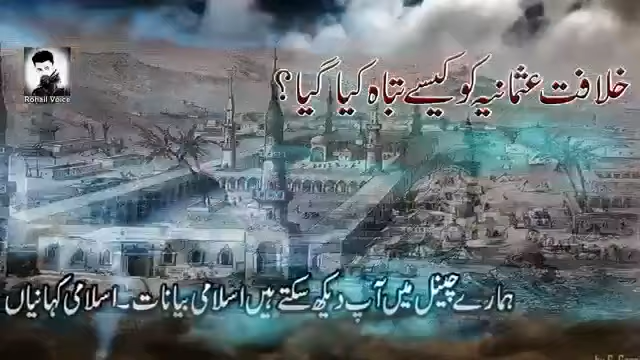 Rohail Voice
خلافت عثمانیہ کو کیسے تباہ کیا گیا؟
ہمارے چینل میں آپ دیکھ سکتے ہیں اسلامی بیانات۔ اسلامی کہانیاں